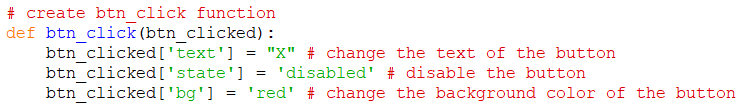 # create btn_click function
def btn_click(btn_clicked):
    btn_clicked['text'] = "X" # change the text of the button
    btn_clicked['state'] = 'disabled' # disable the button
    btn_clicked['bg'] = 'red' # change the background color of the button